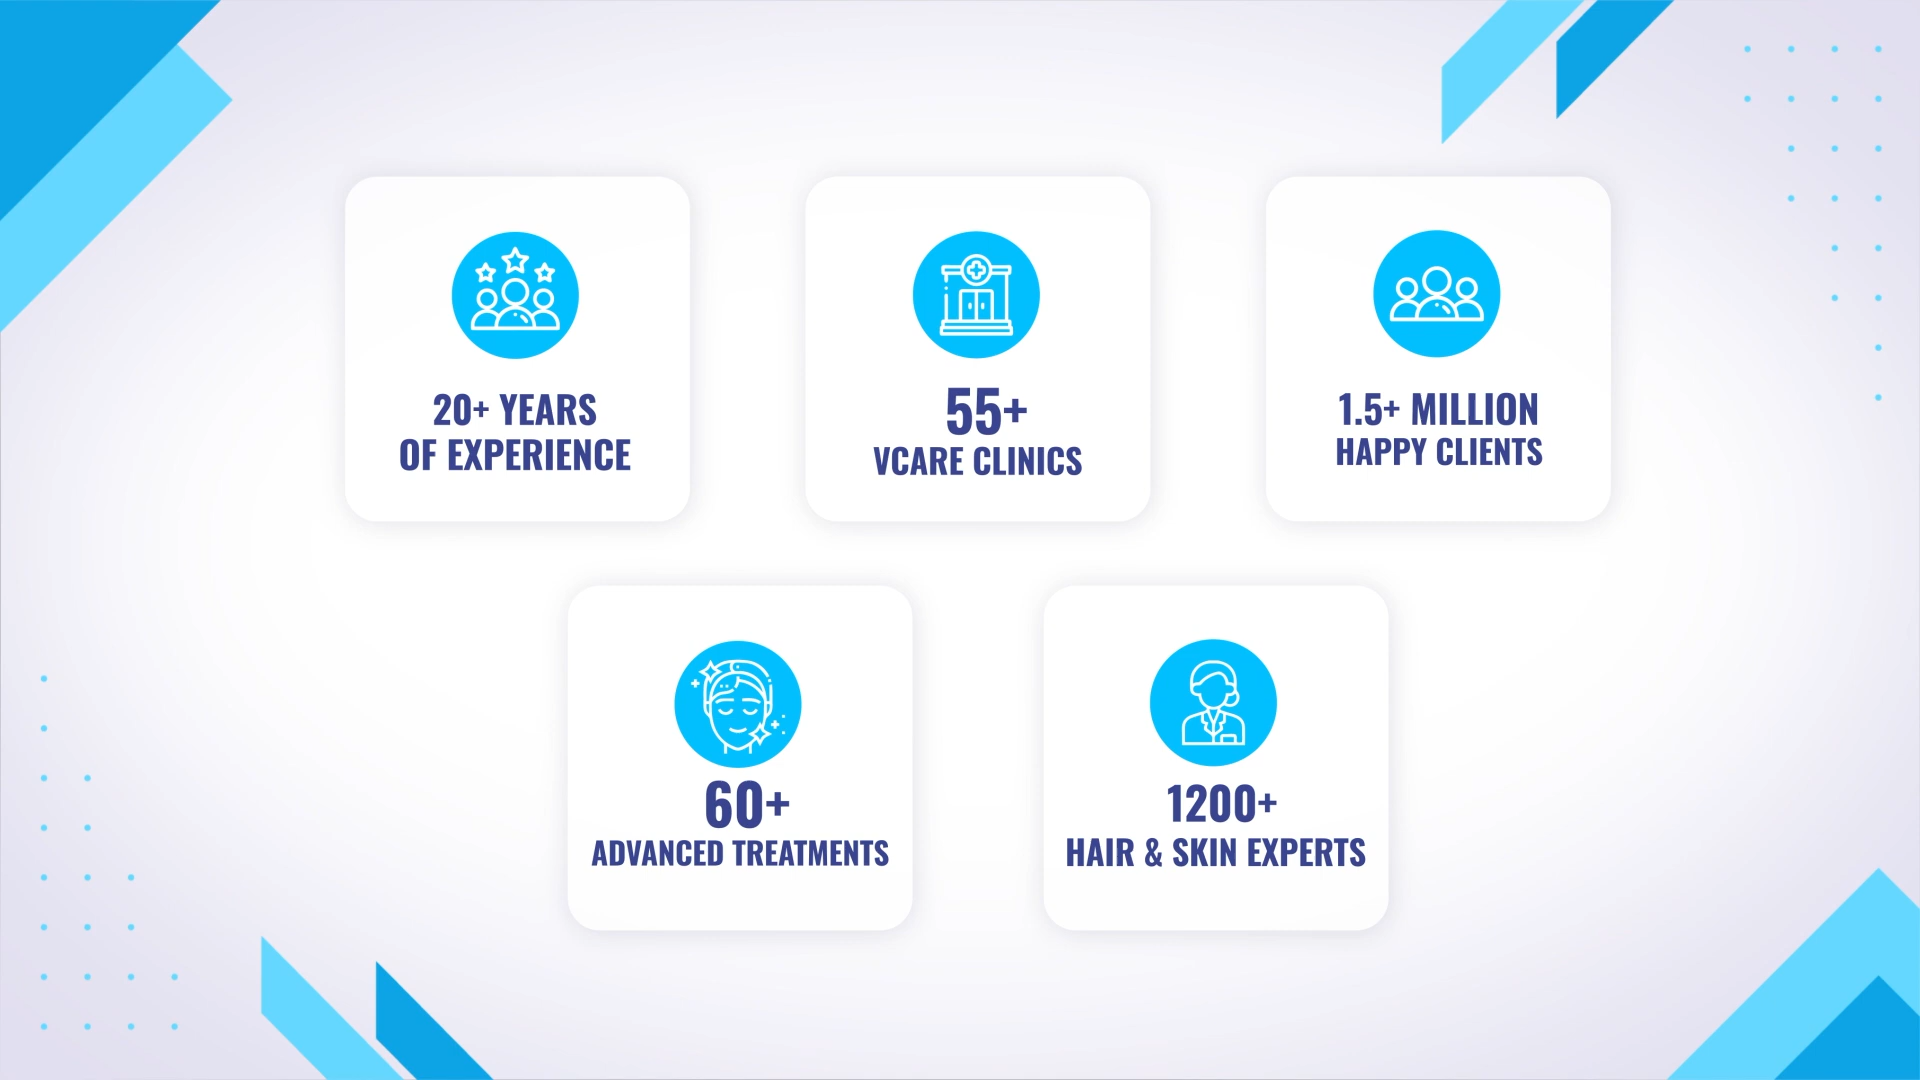 20+ YEARS
OF EXPERIENCE
55+
VCARE CLINICS
1.5+ MILLION
HAPPY CLIENTS
60+
ADVANCED TREATMENTS
1200+
HAIR & SKIN EXPERTS